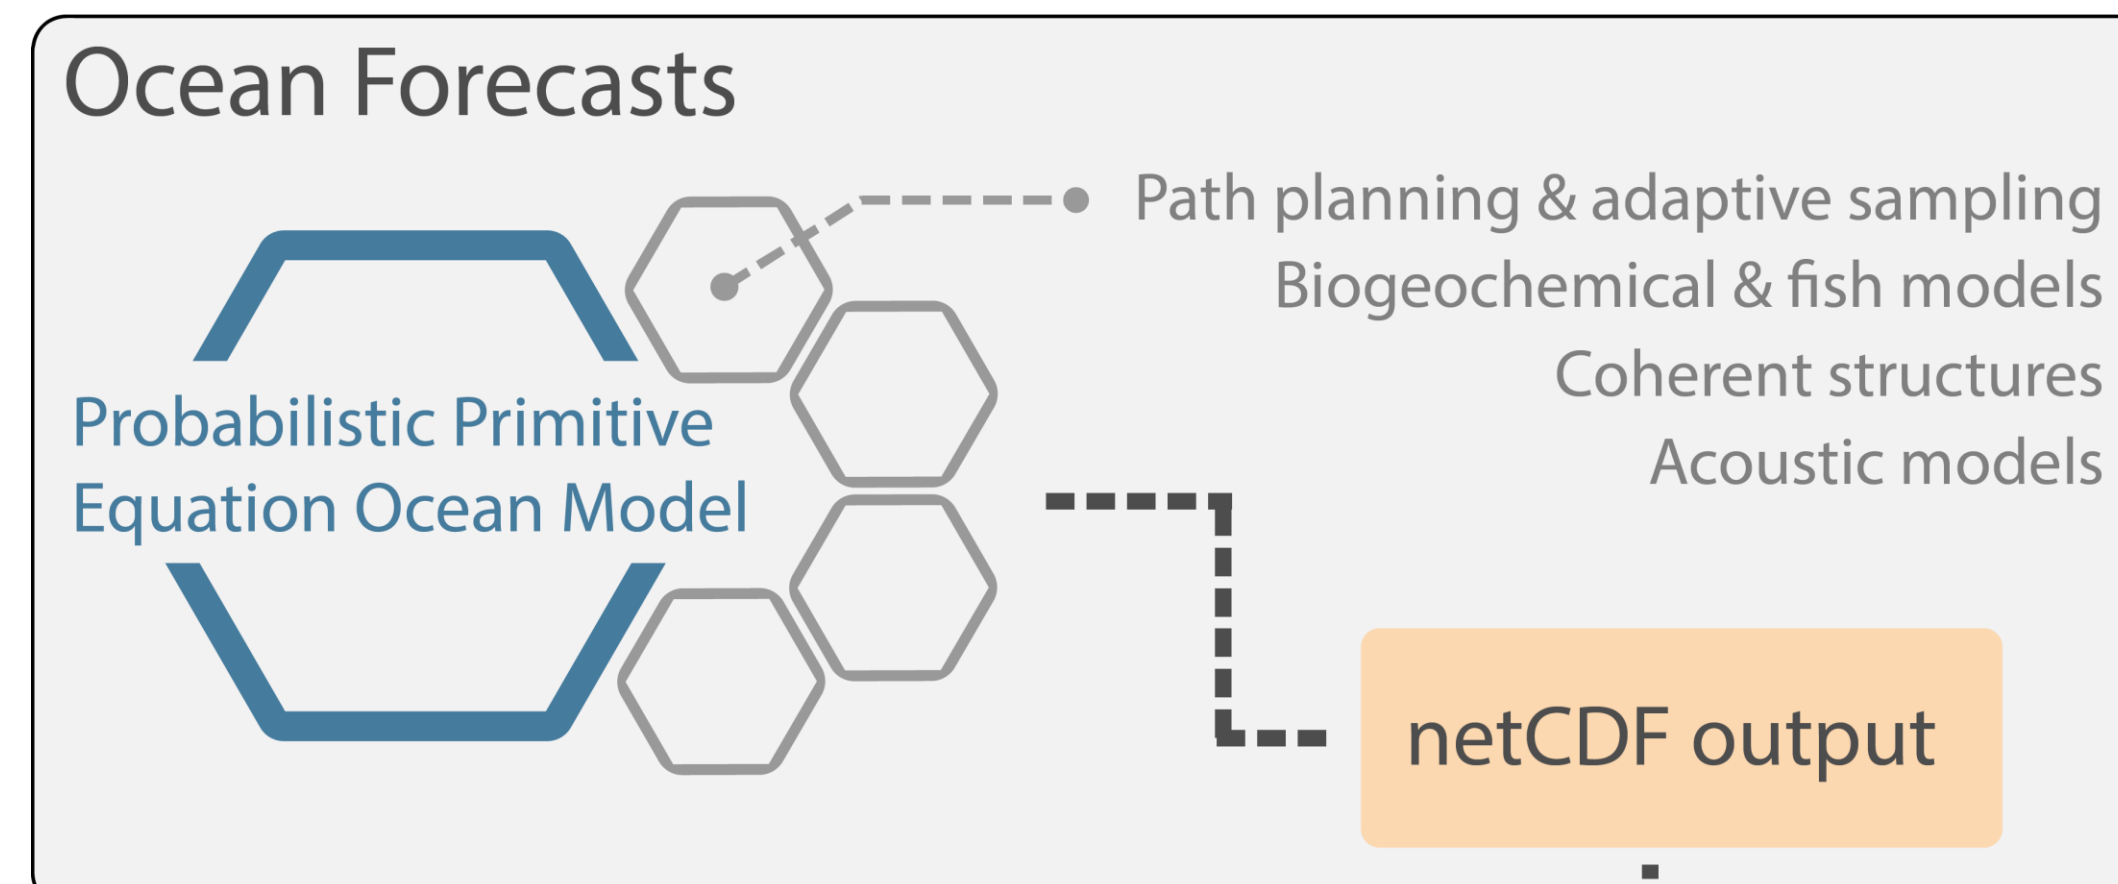 Ocean Forecasts
Path planning & adaptive sampling
Biogeochemical & fish models
Coherent structures
Acoustic models
Probabilistic Primitive
Equation Ocean Model
netCDF output